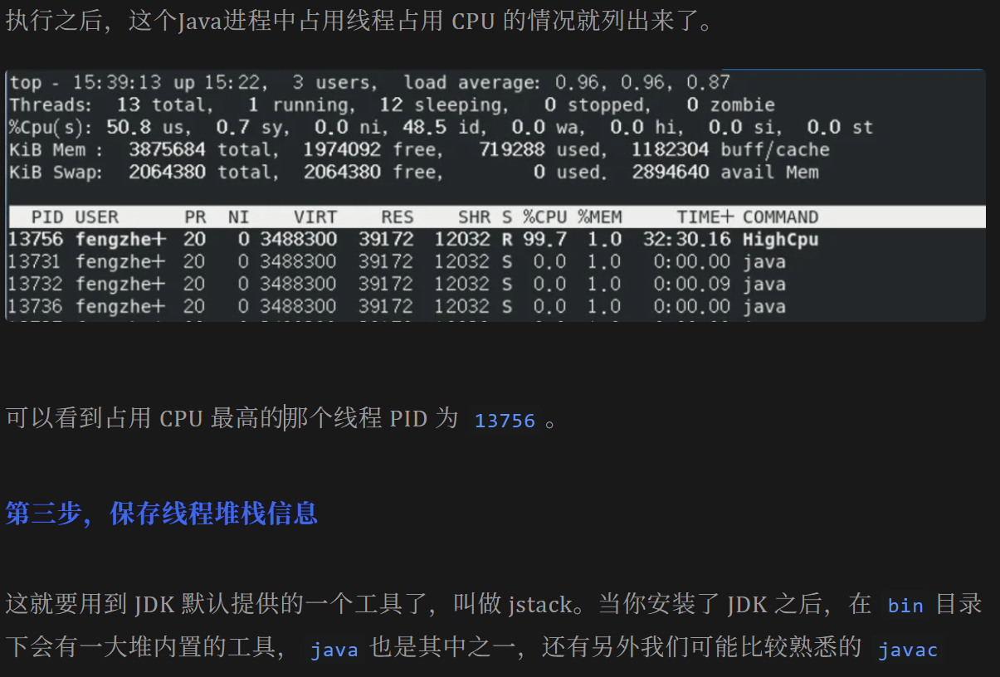 执行之后，这个Java进程中占用线程占用 CPU 的情况就列出来了。
top - 15:39:13 up 15:22,  3 users,  load average: 0.96, 0.96, 0.87
Threads:  13 total,   1 running,  12 sleeping,   0 stopped,   0 zombie
%Cpu(s): 50.8 us,  0.7 sy,  0.0 ni, 48.5 id,  0.0 wa,  0.0 hi,  0.0 si,  0.0 st
KiB Mem :  3875684 total,  1974092 free,   719288 used,  1182304 buff/cache
KiB Swap:  2064380 total,  2064380 free,        0 used.  2894640 avail Mem
PID USER      PR  NI    VIRT    RES    SHR S %CPU %MEM     TIME+ COMMAND
13756 fengzhe+  20   0 3488300  39172  12032 R 99.7  1.0  32:30.16 HighCpu
13731 fengzhe+  20   0 3488300  39172  12032 S  0.0  1.0   0:00.00 java
13732 fengzhe+  20   0 3488300  39172  12032 S  0.0  1.0   0:00.09 java
13736 fengzhe+  20   0 3488300  39172  12032 S  0.0  1.0   0:00.00 java
可以看到占用 CPU 最高的那个线程 PID 为 13756 。
第三步，保存线程堆栈信息
这就要用到 JDK 默认提供的一个工具了，叫做 jstack。当你安装了 JDK 之后，在 bin 目录
下会有一大堆内置的工具， java 也是其中之一，还有另外我们可能比较熟悉的 javac